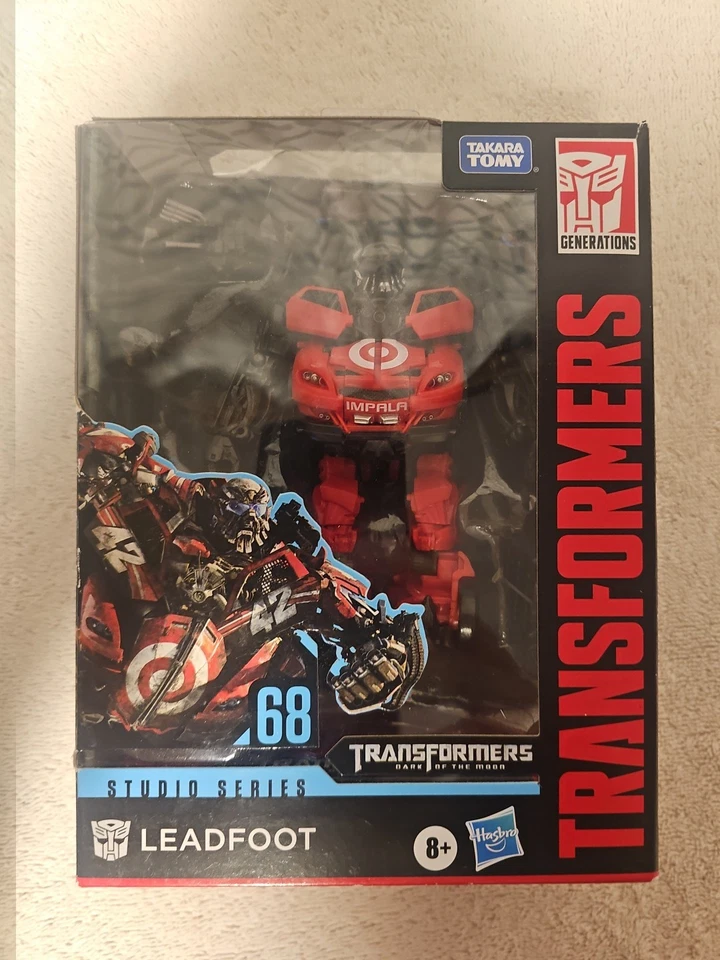 TAKARA
TOMY
®
GENERATIONS
TRANSFORMERS
IMPALA
42
42
68
TRANSFORMERS
DARK OF THE MOON
STUDIO SERIES
LEADFOOT
8+
Hasbro